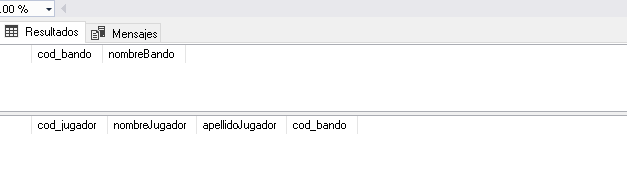 .00 %
Resultados Mensajes
cod_bando nombreBando
cod_jugador nombreJugador apellidoJugador cod_bando